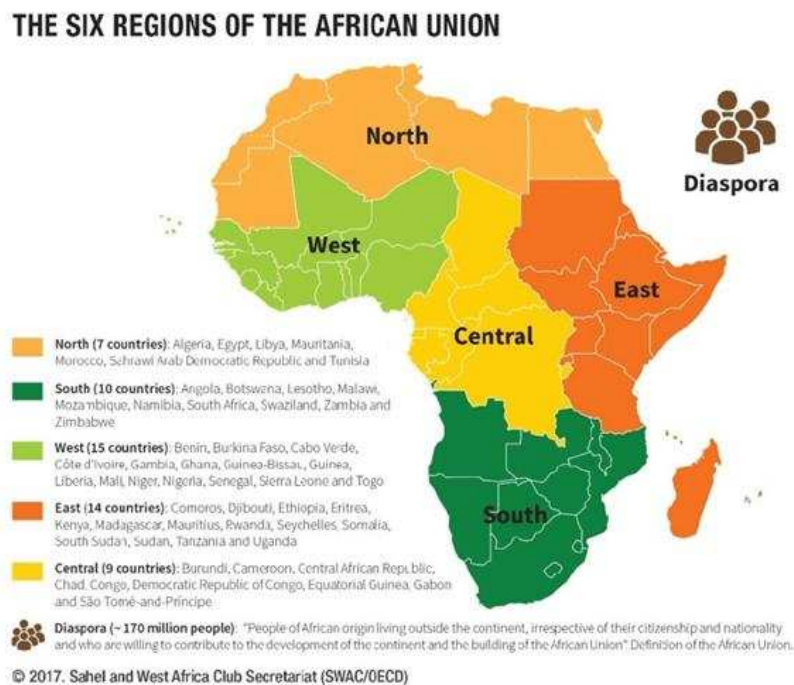 THE SIX REGIONS OF THE AFRICAN UNION
North
Diaspora
West
East
Central
South
North (7 countries): Algeria, Egypt, Libya, Mauritania,
Morocco, Sahrawi Arab Democratic Republic and Tunisia
South (10 countries): Angola, Botswana, Lesotho, Malawi,
Mozambique, Namibia, South Africa, Swaziland, Zambia and
Zimbabwe
West (15 countries): Benin, Burkina Faso, Cabo Verde,
Côte d'Ivoire, Gambia, Ghana, Guinea-Bissau, Guinea,
Liberia, Mali, Niger, Nigeria, Senegal, Sierra Leone and Togo
East (14 countries): Comoros, Djibouti, Ethiopia, Eritrea,
Kenya, Madagascar, Mauritius, Rwanda, Seychelles, Somalia,
South Sudan, Sudan, Tanzania and Uganda
Central (9 countries): Burundi, Cameroon, Central African Republic,
Chad, Congo, Democratic Republic of Congo, Equatorial Guinea, Gabon
and São Tomé-and-Príncipe
Diaspora (~ 170 million people): "People of African origin living outside the continent, irrespective of their citizenship and nationality
and who are willing to contribute to the development of the continent and the building of the African Union" Definition of the African Union.
© 2017. Sahel and West Africa Club Secretariat (SWAC/OECD)